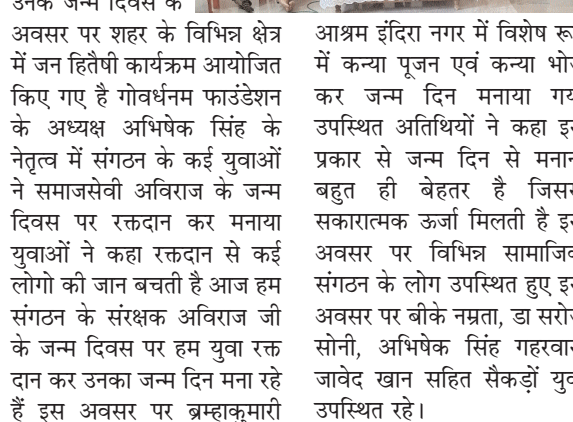 उनके जन्म दिवस के
अवसर पर शहर के विभिन्न क्षेत्र
में जन हितैषी कार्यक्रम आयोजित
किए गए है गोवर्धनम फाउंडेशन
के अध्यक्ष अभिषेक सिंह के
नेतृत्व में संगठन के कई युवाओं
ने समाजसेवी अविराज के जन्म
दिवस पर रक्तदान कर मनाया
युवाओं ने कहा रक्तदान से कई
लोगो की जान बचती है आज हम
संगठन के संरक्षक अविराज जी
के जन्म दिवस पर हम युवा रक्त
दान कर उनका जन्म दिन मना रहे
हैं इस अवसर पर ब्रम्हाकुमारी
आश्रम इंदिरा नगर में विशेष
में कन्या पूजन एवं कन्या
कर जन्म दिन मनाया
उपस्थित अतिथियों ने कहा
प्रकार से जन्म दिन से
बहुत ही बेहतर है
सकारात्मक ऊर्जा मिलती है
अवसर पर विभिन्न
संगठन के लोग उपस्थित हुए
अवसर पर बीके नम्रता, डा
सोनी, अभिषेक सिंह
जावेद खान सहित सैकड़ों
उपस्थित रहे।